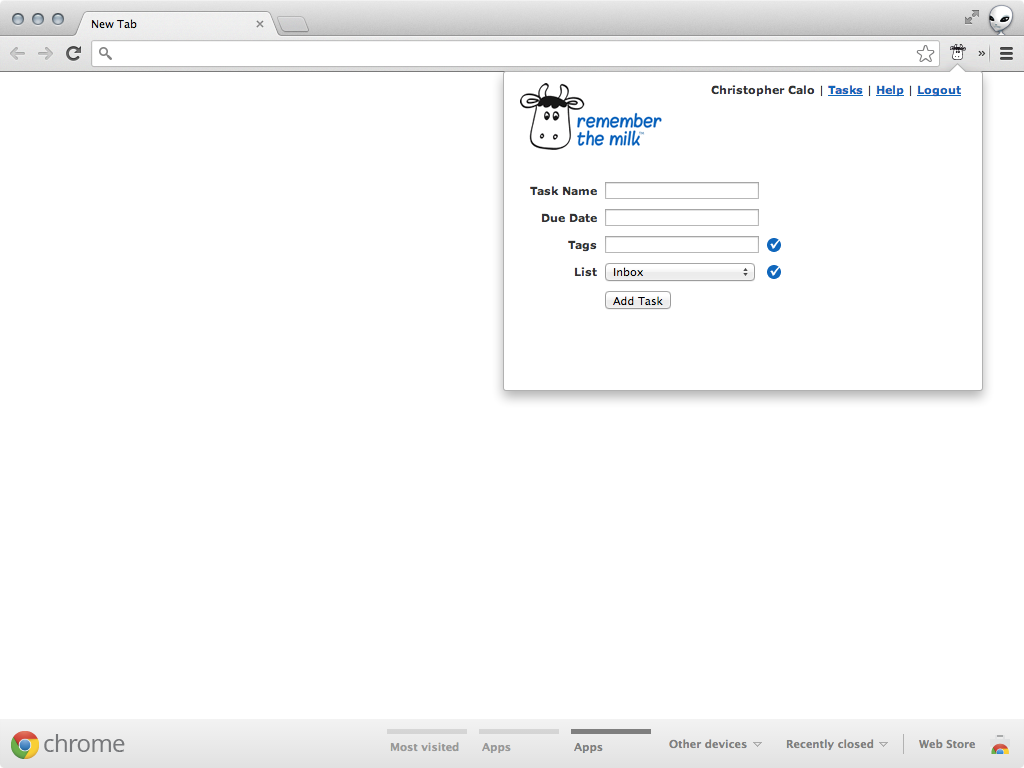 New Tab
Christopher Calo | Tasks | Help | Logout
remember
the milk™
Task Name
Due Date
Tags
List Inbox
Add Task
chrome
Most visited Apps Apps Other devices Recently closed Web Store